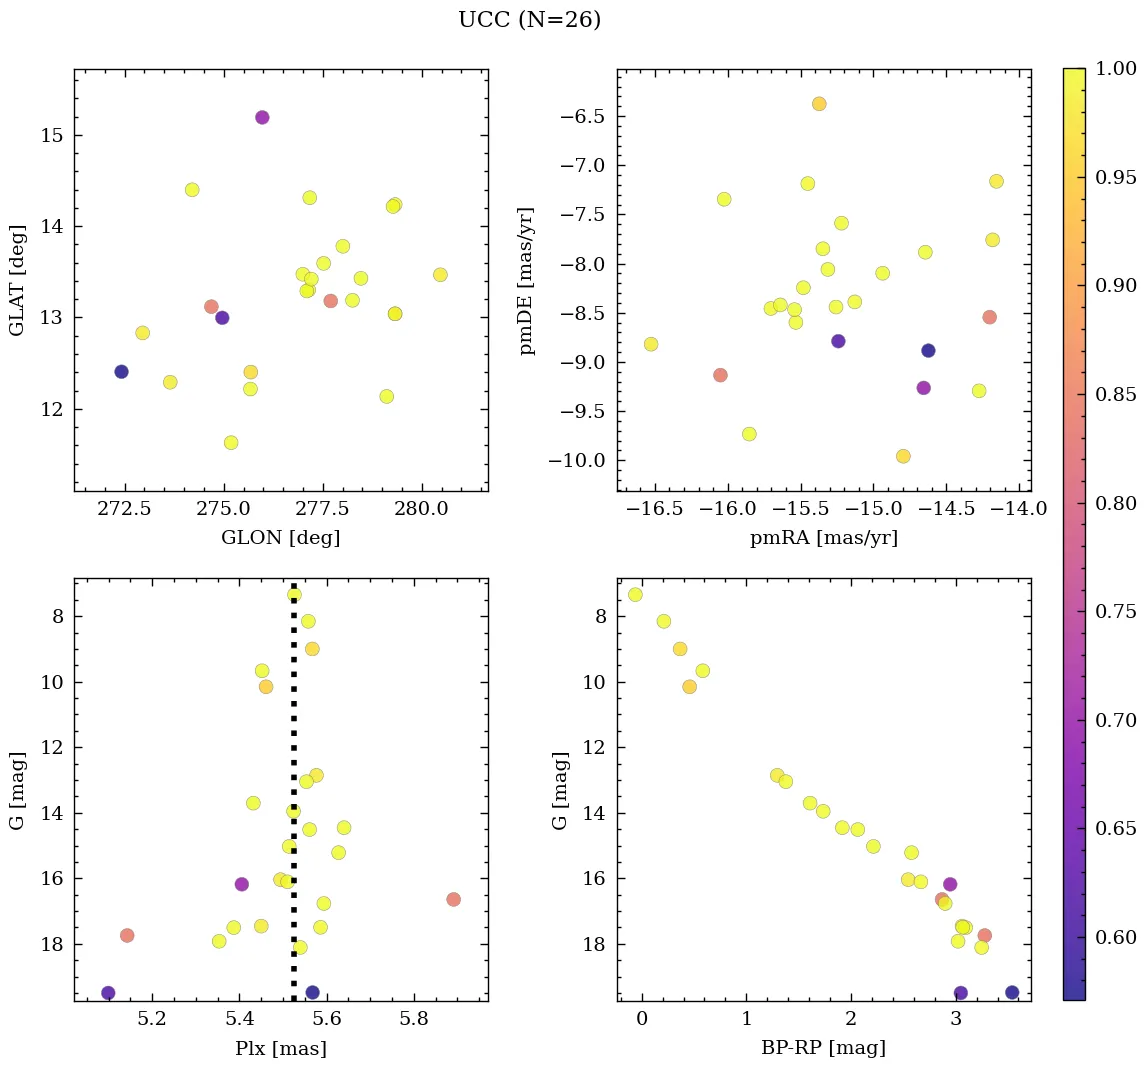 UCC (N=26)
15
14
13
12
GLAT [deg]
272.5 275.0 277.5 280.0
GLON [deg]
−6.5
−7.0
−7.5
−8.0
−8.5
−9.0
−9.5
−10.0
pmDE [mas/yr]
−16.5 −16.0 −15.5 −15.0 −14.5 −14.0
pmRA [mas/yr]
8
10
12
14
16
18
G [mag]
5.2 5.4 5.6 5.8
Plx [mas]
8
10
12
14
16
18
G [mag]
0 1 2 3
BP-RP [mag]
1.00
0.95
0.90
0.85
0.80
0.75
0.70
0.65
0.60